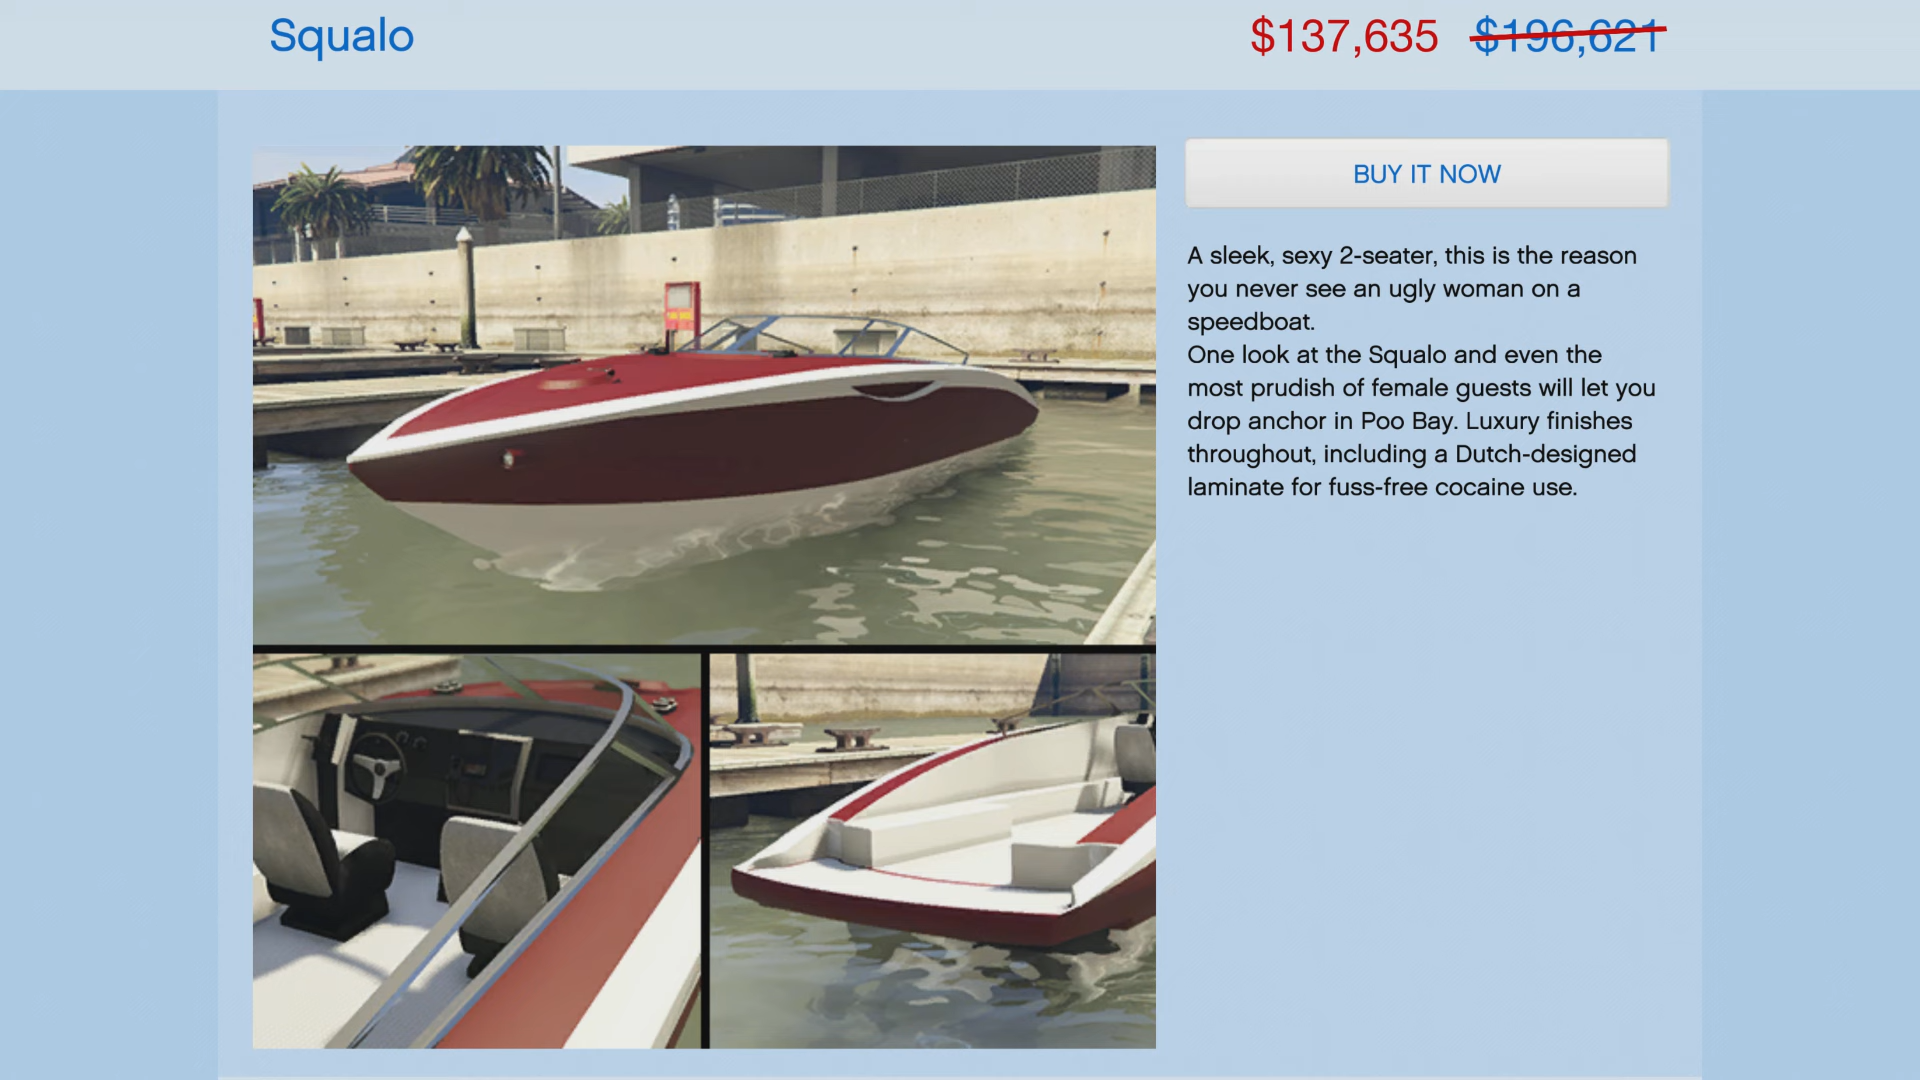 Squalo
$137,635 $196,621
BUY IT NOW
A sleek, sexy 2-seater, this is the reason
you never see an ugly woman on a
speedboat.
One look at the Squalo and even the
most prudish of female guests will let you
drop anchor in Poo Bay. Luxury finishes
throughout, including a Dutch-designed
laminate for fuss-free cocaine use.